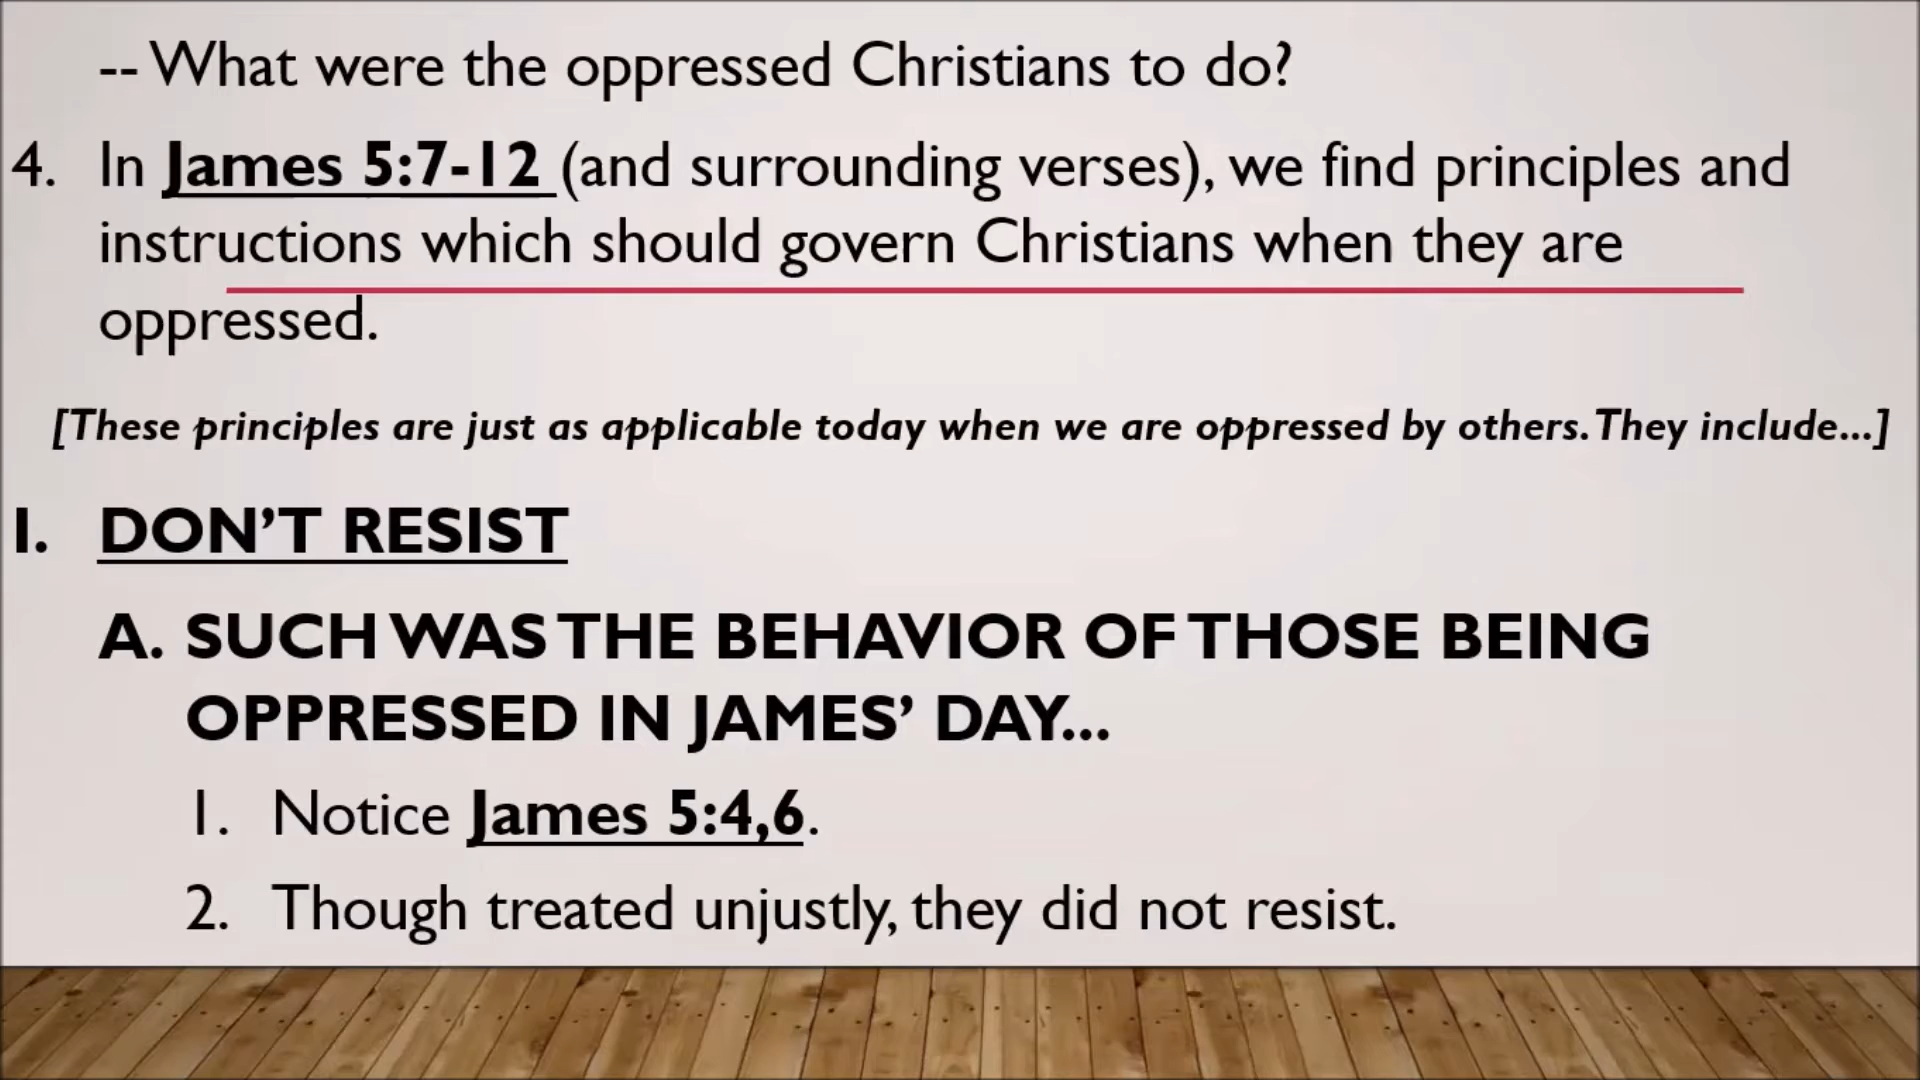 -- What were the oppressed Christians to do?
4. In James 5:7-12 (and surrounding verses), we find principles and
instructions which should govern Christians when they are
oppressed.
[These principles are just as applicable today when we are oppressed by others. They include...]
I. DON’T RESIST
A. SUCH WAS THE BEHAVIOR OF THOSE BEING
OPPRESSED IN JAMES’ DAY...
1. Notice James 5:4,6.
2. Though treated unjustly, they did not resist.